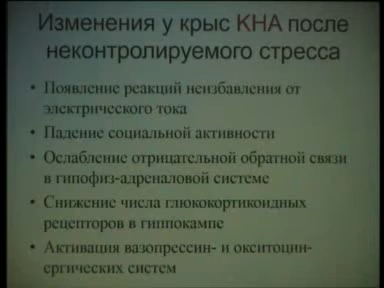 Изменения у крыс КНА после
неконтролируемого стресса
• Появление реакций неизбавления от
электрического тока
• Падение социальной активности
• Ослабление отрицательной обратной связи
в гипофиз-адреналовой системе
• Снижение числа глюкокортикоидных
рецепторов в гиппокампе
• Активация вазопрессин- и окситоцин-
ергических систем